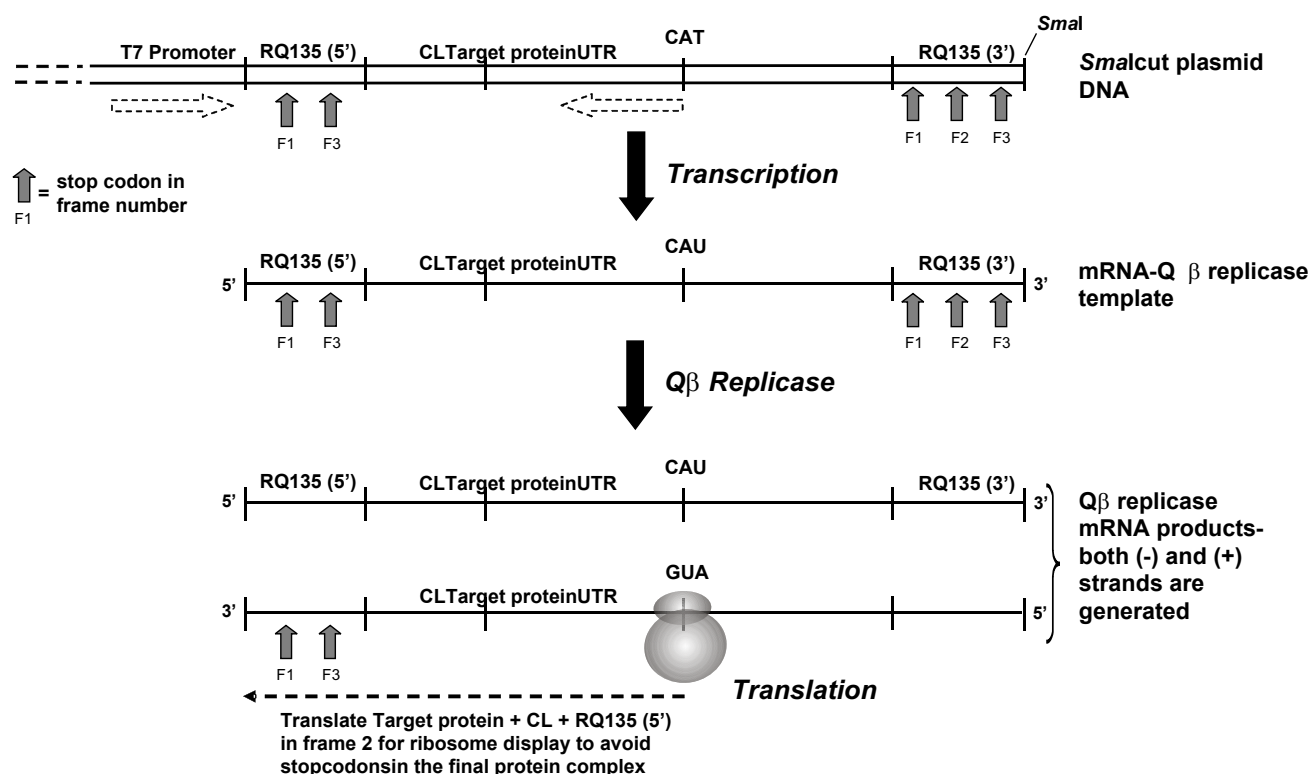 SmaI
CAT
T7 Promoter RQ135 (5’) CLTarget proteinUTR RQ135 (3’)
SmaIcut plasmid
DNA
F1 F3 F1 F2 F3
Transcription
= stop codon in
frame number
F1
CAU
RQ135 (5’) CLTarget proteinUTR RQ135 (3’)
5’ 3’
mRNA-Q β replicase
template
F1 F3 F1 F2 F3
Qβ Replicase
CAU
RQ135 (5’) CLTarget proteinUTR RQ135 (3’)
5’ 3’
Qβ replicase
mRNA products-
both (-) and (+)
strands are
generated
GUA
CLTarget proteinUTR
3’ 5’
F1 F3
Translation
Translate Target protein + CL + RQ135 (5’)
in frame 2 for ribosome display to avoid
stopcodonsin the final protein complex